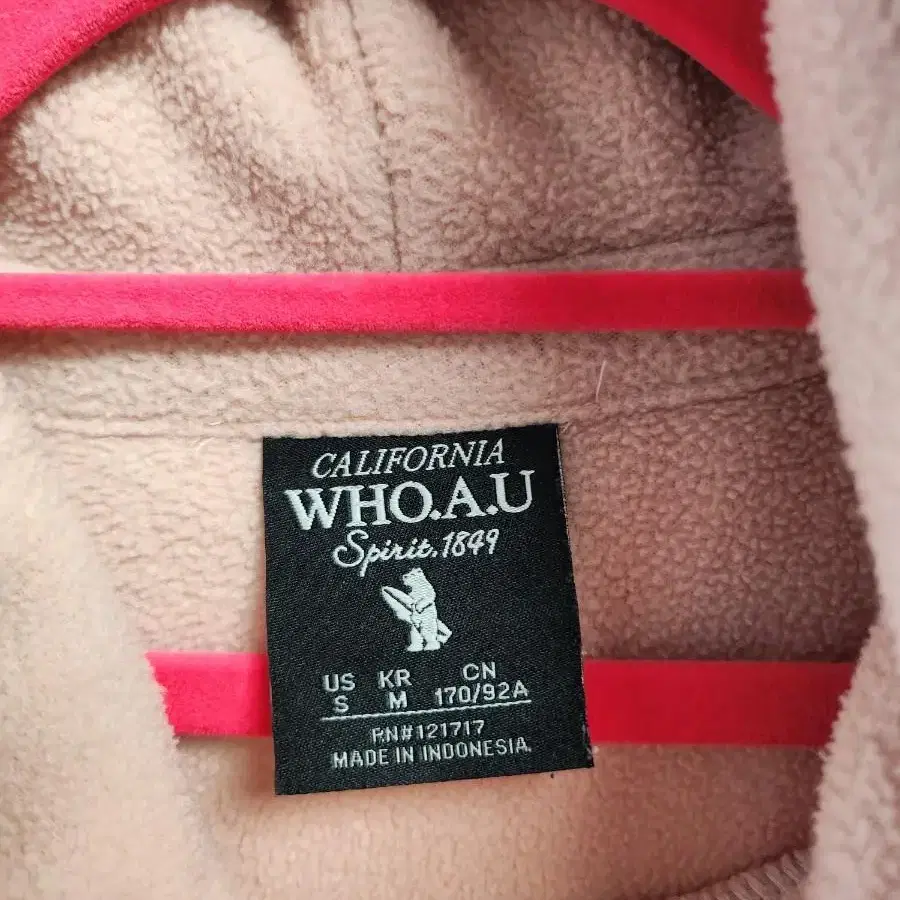 CALIFORNIA
WHO.A.U
Spirit.1849
US KR CN
S M 170/92A
RN#121717
MADE IN INDONESIA.